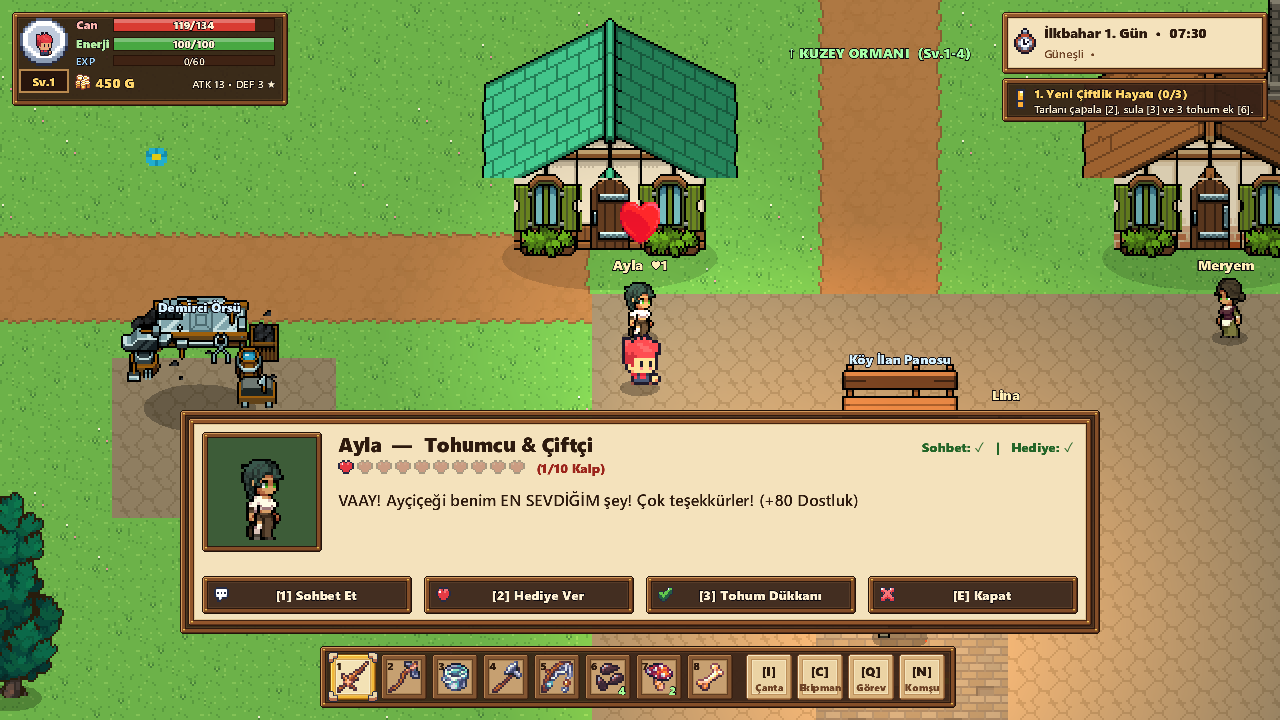 Can 119/134
Enerji 100/100
EXP 0/60
Sv.1 450 G ATK 13 • DEF 3 ★
↑ KUZEY ORMANI (Sv.1-4)
İlkbahar 1. Gün • 07:30
Güneşli •
1. Yeni Çiftlik Hayatı (0/3)
Tarlanı çapala [2], sula [3] ve 3 tohum ek [6].
Ayla ♥1
Meryem
Demirci Örsü
Köy İlan Panosu
Lina
Ayla — Tohumcu & Çiftçi
Sohbet: ✓ | Hediye: ✓
(1/10 Kalp)
VAAY! Ayçiçeği benim EN SEVDİĞİM şey! Çok teşekkürler! (+80 Dostluk)
[1] Sohbet Et
[2] Hediye Ver
[3] Tohum Dükkanı
[E] Kapat
1 2 3 4 5 6 4 7 2 8
[I] Çanta
[C] Ekipman
[Q] Görev
[N] Komşu